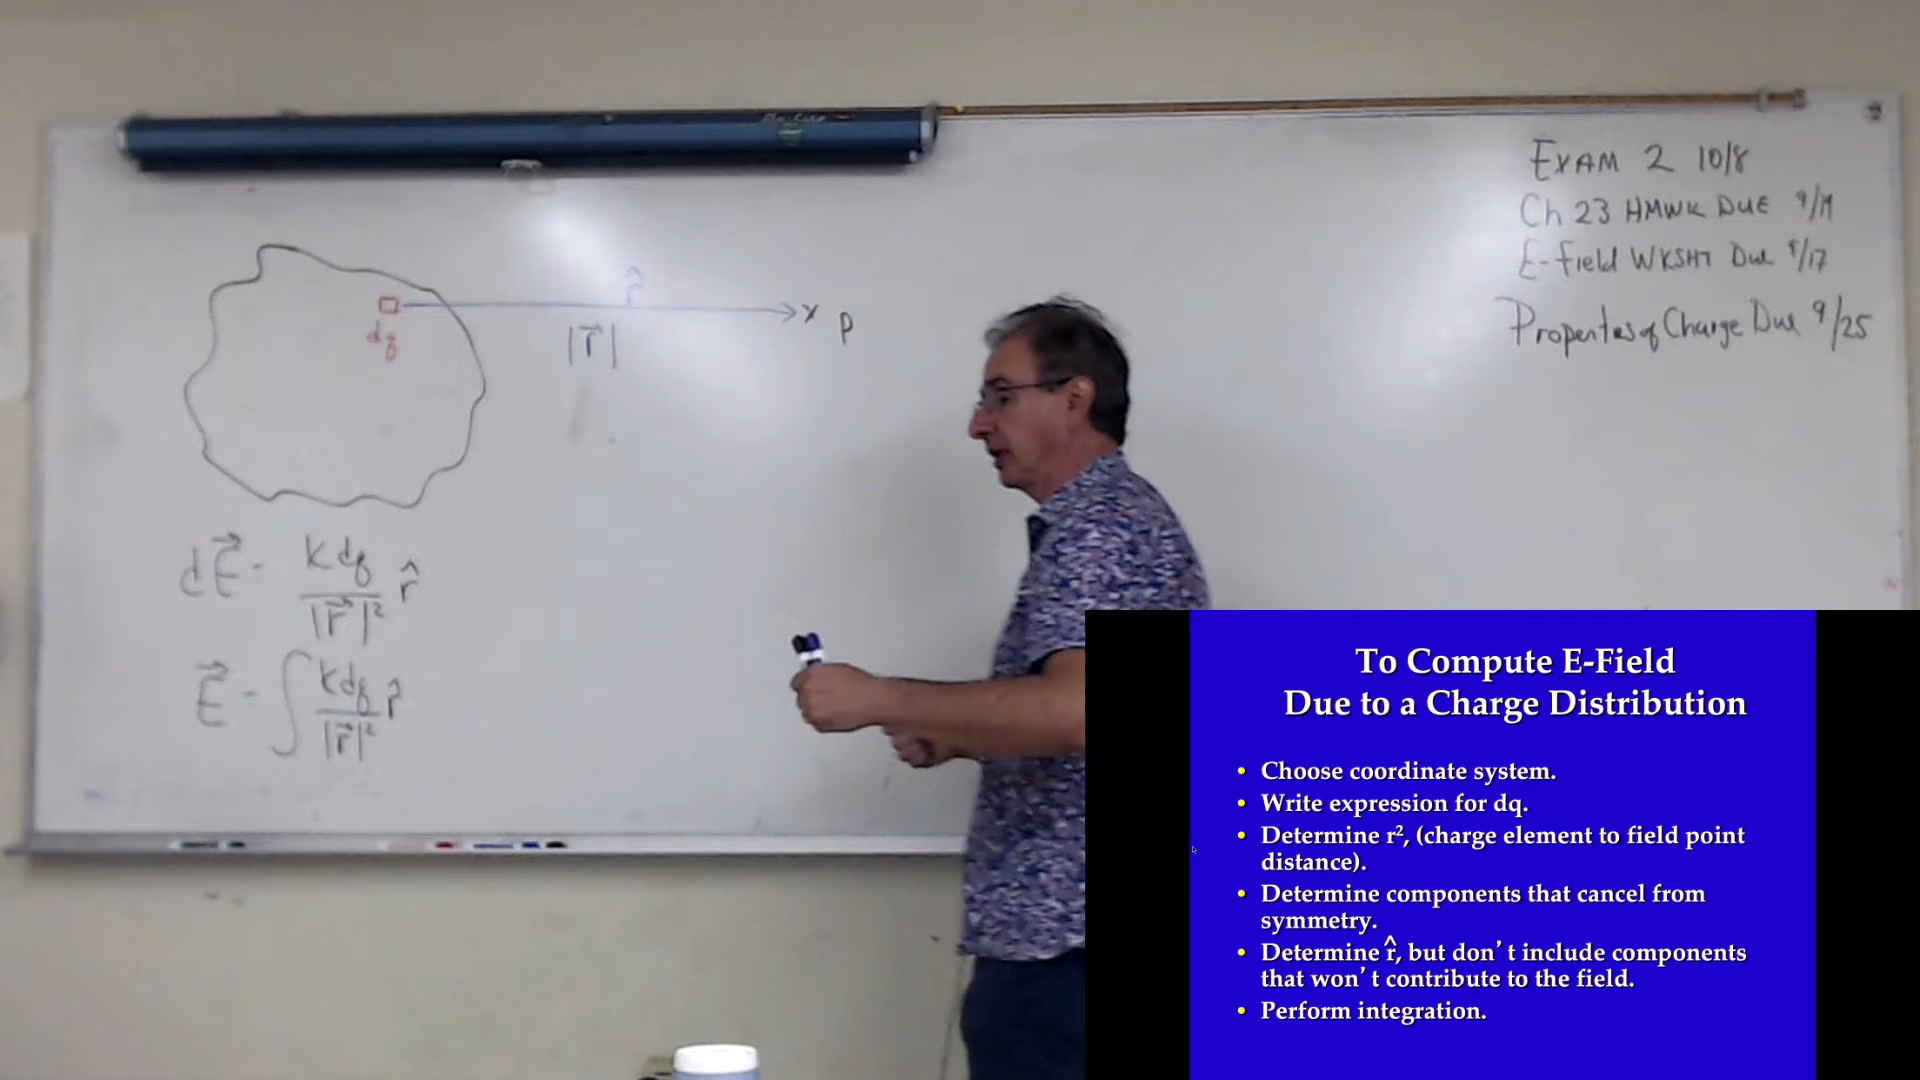 EXAM 2 10/8
Ch 23 HMWK DUE 9/19
E-Field WKSHT Due 9/17
Properties of Charge Due 9/25
r̂
dq
|r⃗|
x p
dE⃗ = kdq/|r⃗|² r̂
E⃗ = ∫ kdq/|r⃗|² r̂
To Compute E-Field
Due to a Charge Distribution
• Choose coordinate system.
• Write expression for dq.
• Determine r², (charge element to field point
distance).
• Determine components that cancel from
symmetry.
• Determine r̂, but don't include components
that won't contribute to the field.
• Perform integration.